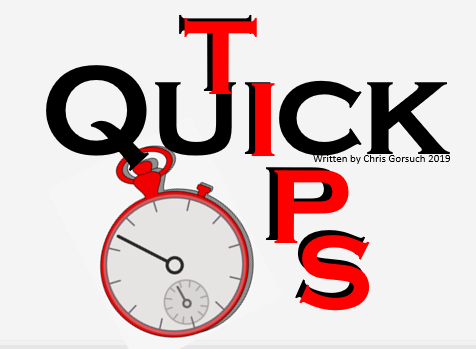 QUICK
TIPS
Written by Chris Gorsuch 2019